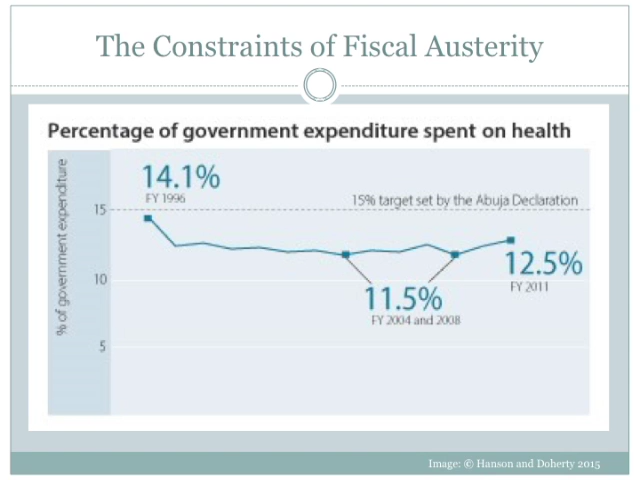 The Constraints of Fiscal Austerity
Percentage of government expenditure spent on health
% of government expenditure
15
10
5
14.1%
FY 1996
15% target set by the Abuja Declaration
11.5%
FY 2004 and 2008
12.5%
FY 2011
Image: © Hanson and Doherty 2015